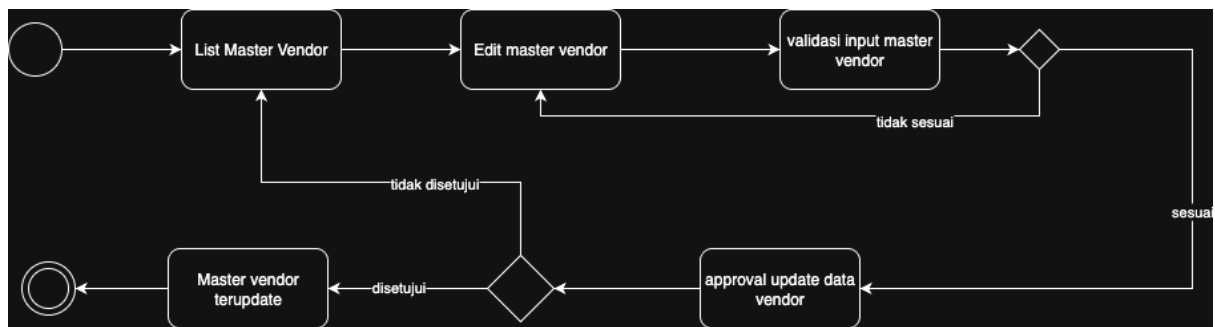 List Master Vendor
Edit master vendor
validasi input master
vendor
tidak sesuai
tidak disetujui
sesuai
Master vendor
terupdate
disetujui
approval update data
vendor